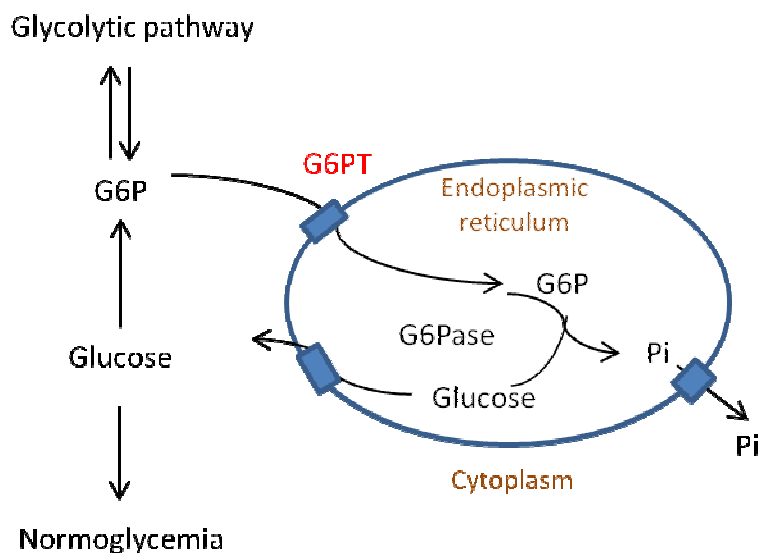 Glycolytic pathway
G6PT
G6P
Endoplasmic
reticulum
G6P
G6Pase
Pi
Glucose
Glucose
Pi
Cytoplasm
Normoglycemia